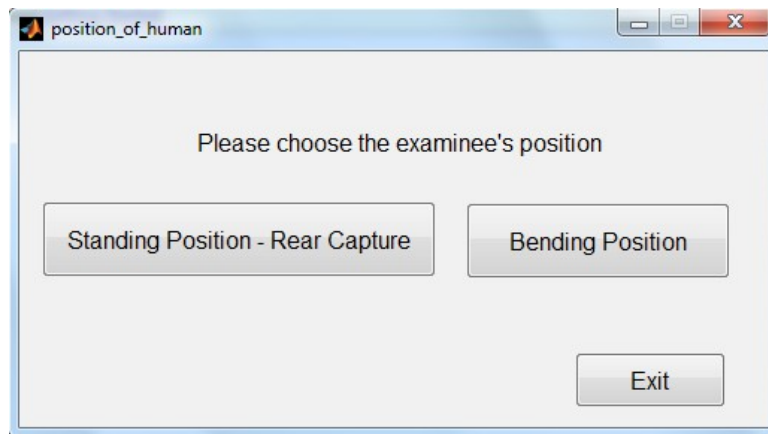 position_of_human
Please choose the examinee's position
Standing Position - Rear Capture
Bending Position
Exit